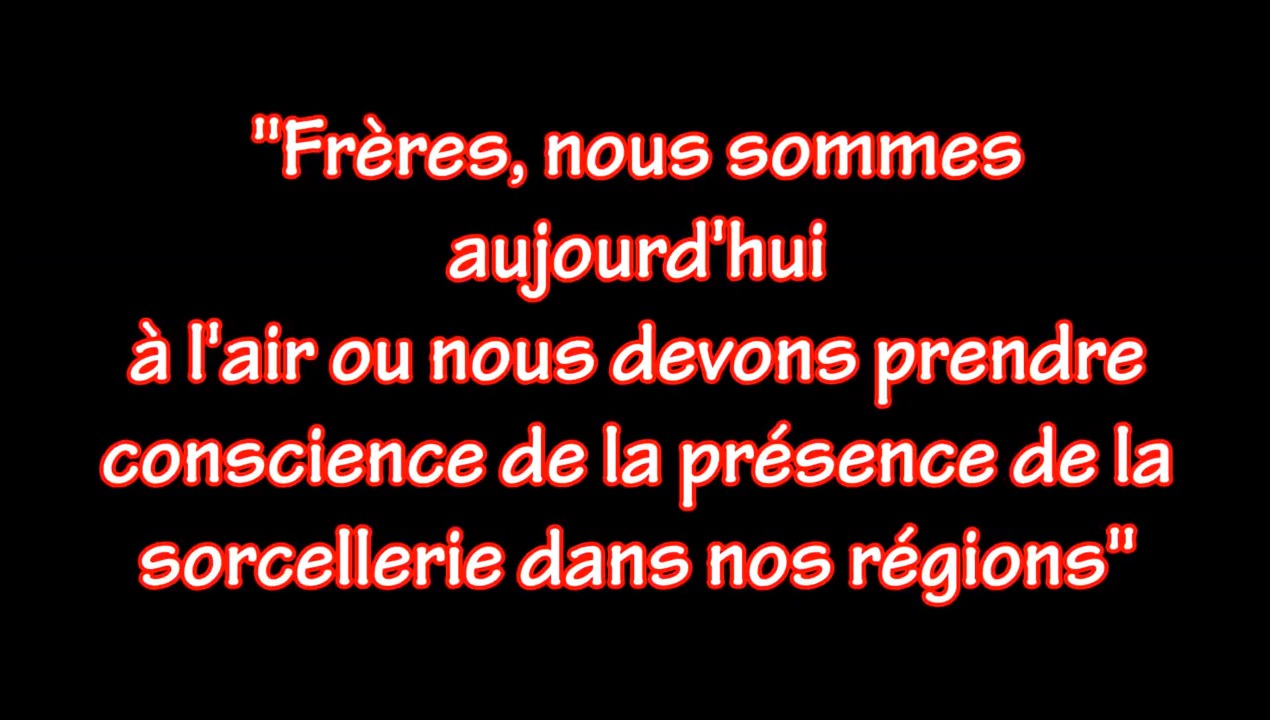 "Frères, nous sommes
aujourd'hui
à l'air ou nous devons prendre
conscience de la présence de la
sorcellerie dans nos régions"